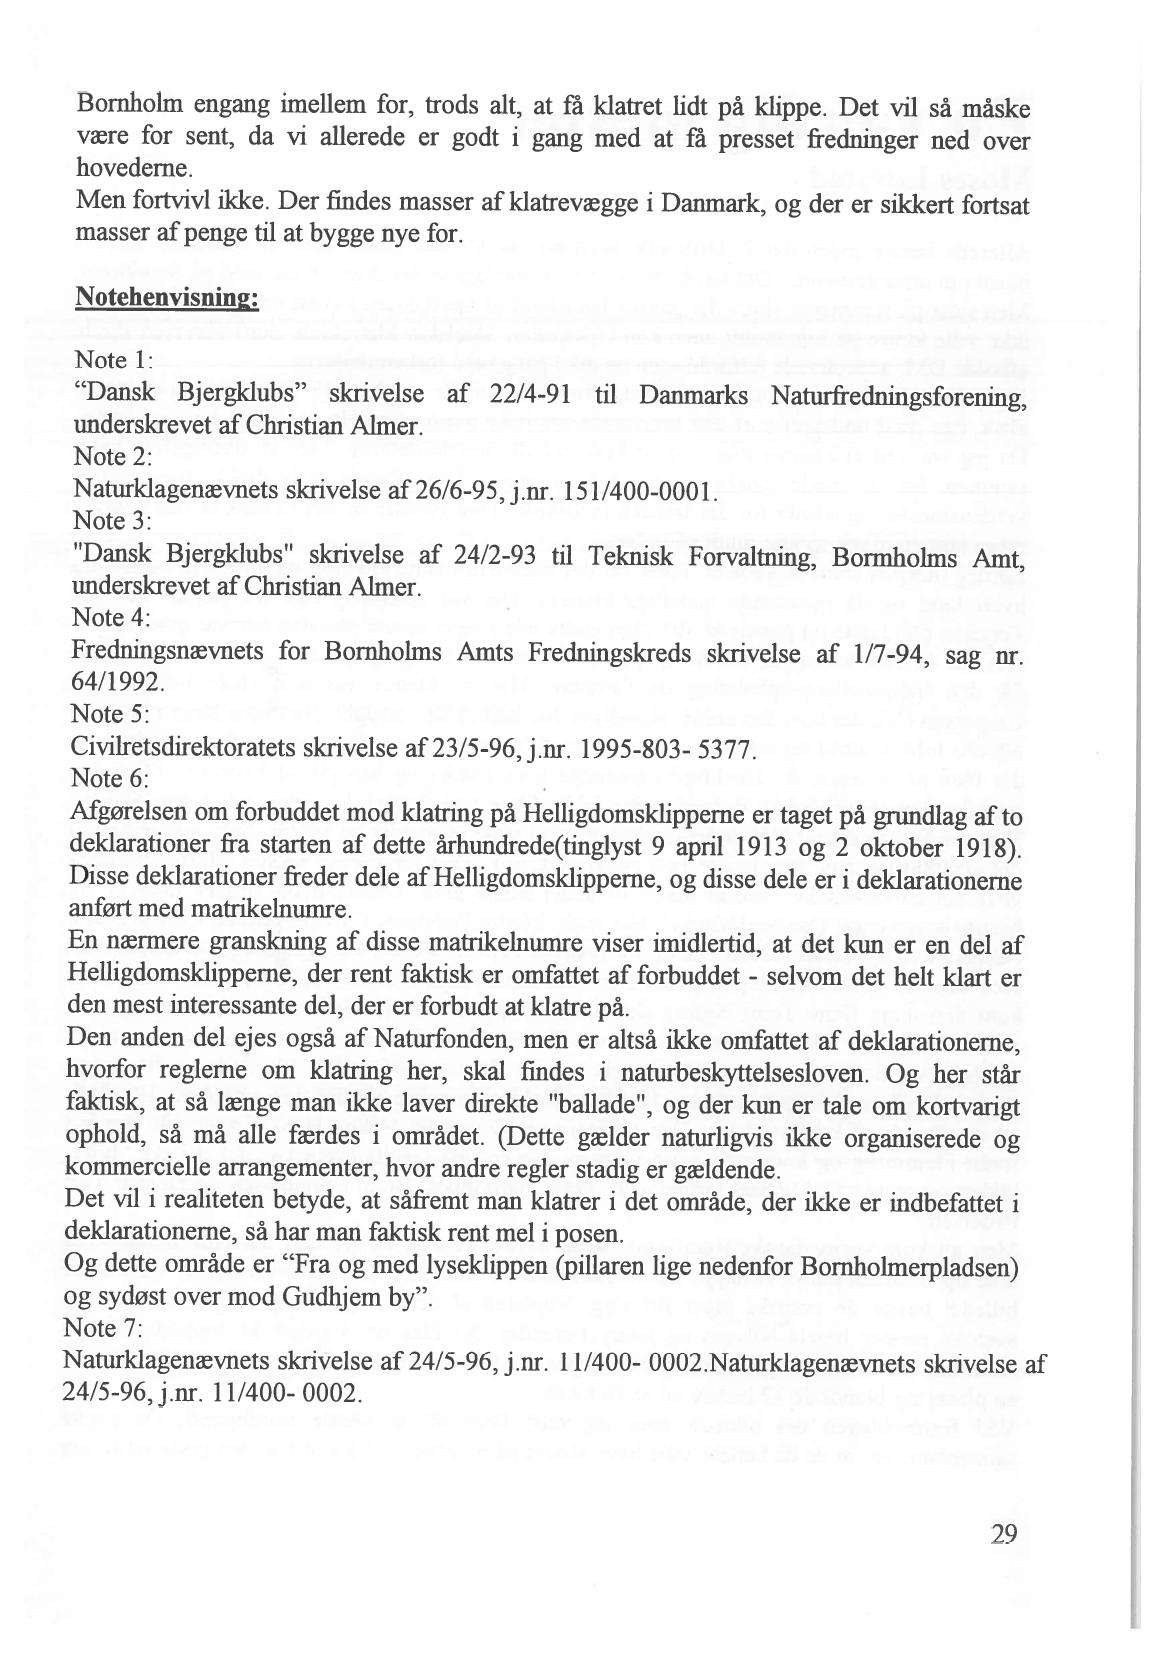 Bornholm engang imellem for, trods alt, at få klatret lidt på klippe. Det vil så måske
være for sent, da vi allerede er godt i gang med at få presset fredninger ned over
hovederne.
Men fortvivl ikke. Der findes masser af klatrevægge i Danmark, og der er sikkert fortsat
masser af penge til at bygge nye for.
Notehenvisning:
Note 1:
“Dansk Bjergklubs” skrivelse af 22/4-91 til Danmarks Naturfredningsforening,
underskrevet af Christian Almer.
Note 2:
Naturklagenævnets skrivelse af 26/6-95, j.nr. 151/400-0001.
Note 3:
"Dansk Bjergklubs" skrivelse af 24/2-93 til Teknisk Forvaltning, Bornholms Amt,
underskrevet af Christian Almer.
Note 4:
Fredningsnævnets for Bornholms Amts Fredningskreds skrivelse af 1/7-94, sag nr.
64/1992.
Note 5:
Civilretsdirektoratets skrivelse af 23/5-96, j.nr. 1995-803- 5377.
Note 6:
Afgørelsen om forbuddet mod klatring på Helligdomsklipperne er taget på grundlag af to
deklarationer fra starten af dette århundrede(tinglyst 9 april 1913 og 2 oktober 1918).
Disse deklarationer freder dele af Helligdomsklipperne, og disse dele er i deklarationerne
anført med matrikelnumre.
En nærmere granskning af disse matrikelnumre viser imidlertid, at det kun er en del af
Helligdomsklipperne, der rent faktisk er omfattet af forbuddet - selvom det helt klart er
den mest interessante del, der er forbudt at klatre på.
Den anden del ejes også af Naturfonden, men er altså ikke omfattet af deklarationerne,
hvorfor reglerne om klatring her, skal findes i naturbeskyttelsesloven. Og her står
faktisk, at så længe man ikke laver direkte "ballade", og der kun er tale om kortvarigt
ophold, så må alle færdes i området. (Dette gælder naturligvis ikke organiserede og
kommercielle arrangementer, hvor andre regler stadig er gældende.
Det vil i realiteten betyde, at såfremt man klatrer i det område, der ikke er indbefattet i
deklarationerne, så har man faktisk rent mel i posen.
Og dette område er “Fra og med lyseklippen (pillaren lige nedenfor Bornholmerpladsen)
og sydøst over mod Gudhjem by”.
Note 7:
Naturklagenævnets skrivelse af 24/5-96, j.nr. 11/400- 0002.Naturklagenævnets skrivelse af
24/5-96, j.nr. 11/400- 0002.
29